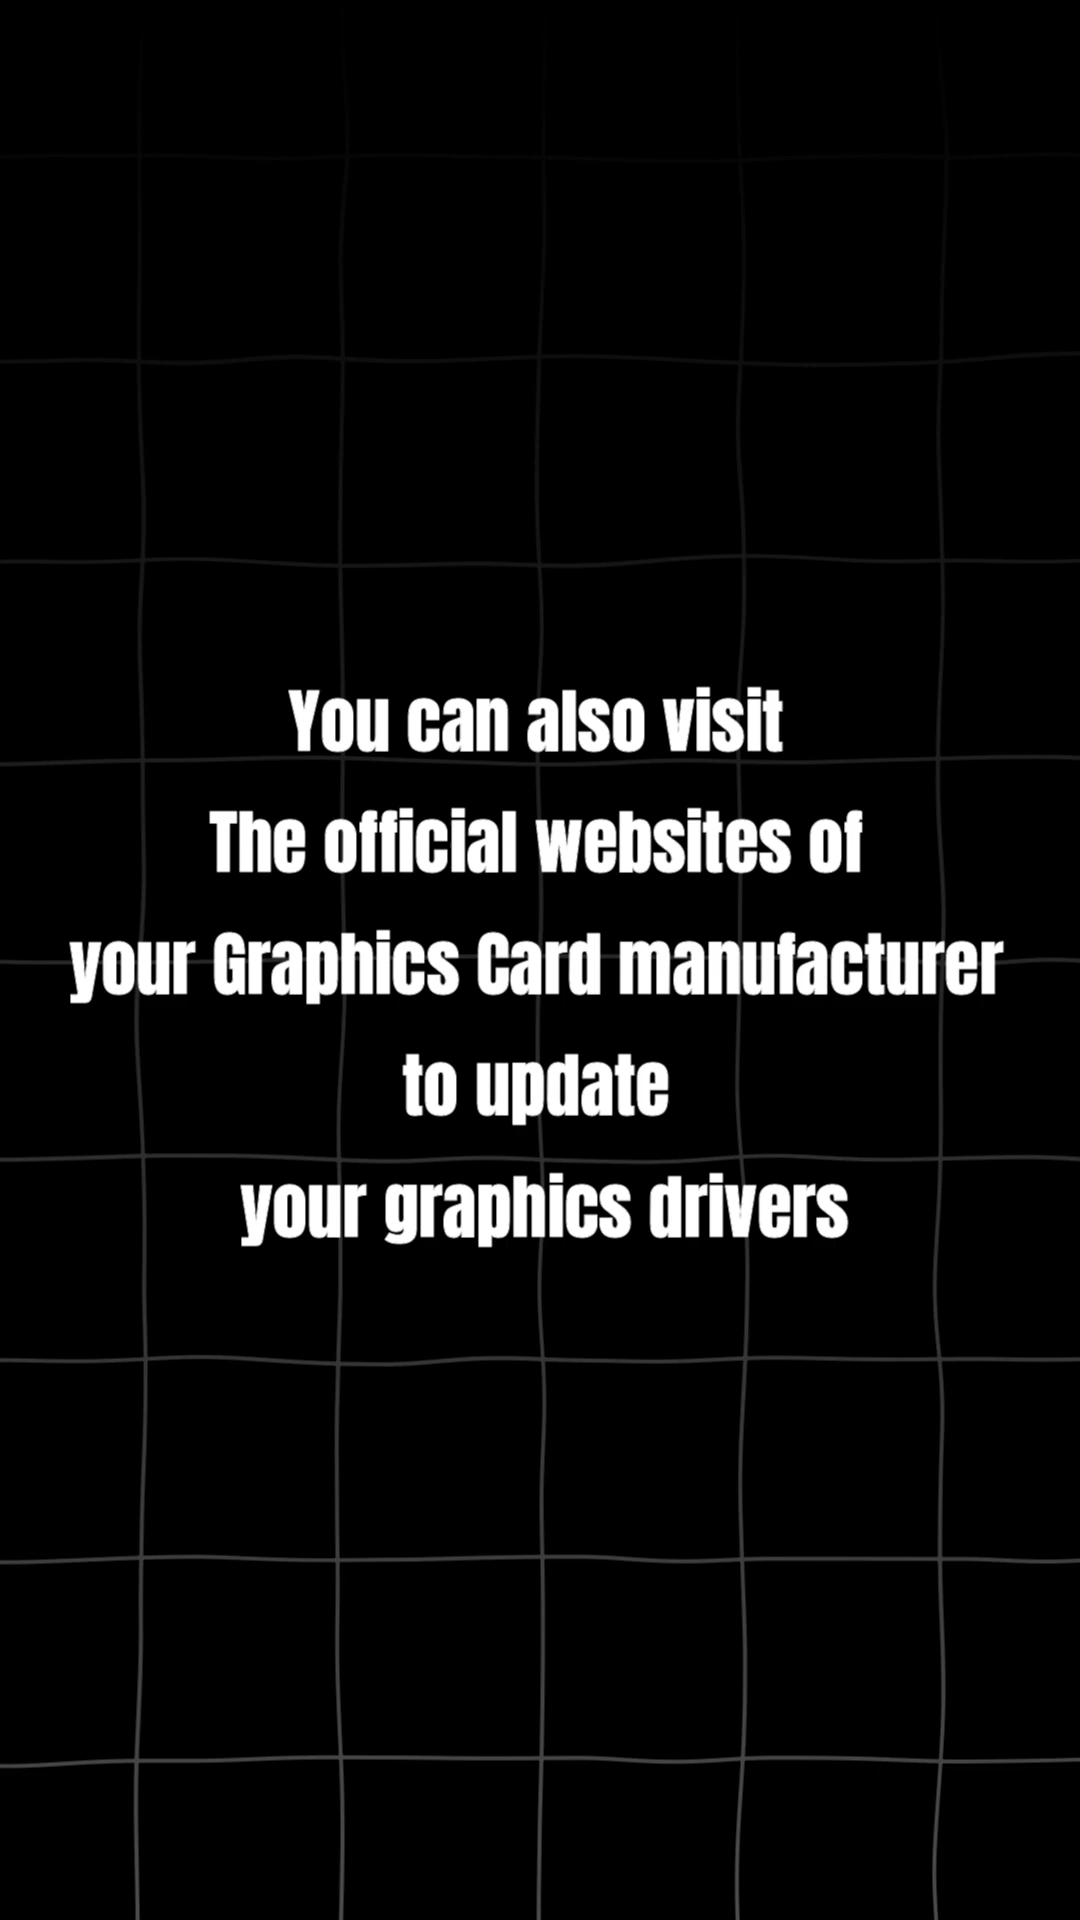 You can also visit
The official websites of
your Graphics Card manufacturer
to update
your graphics drivers